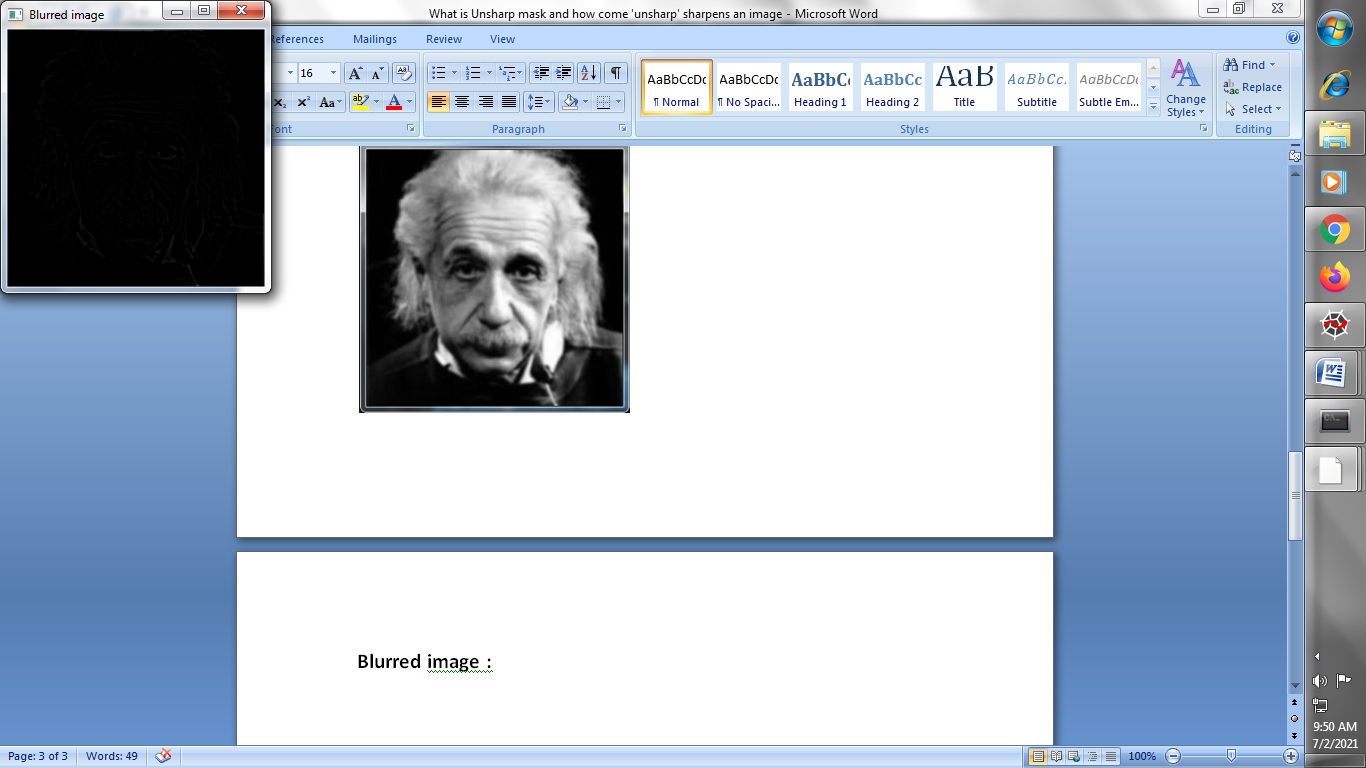 Blurred image
What is Unsharp mask and how come 'unsharp' sharpens an image - Microsoft Word
eferences Mailings Review View
16
AaBbCcDc AaBbCcDc AaBbC AaBbCc AaB AaBbCc. AaBbCcDc
¶ Normal ¶ No Spaci... Heading 1 Heading 2 Title Subtitle Subtle Em...
Change
Styles
Find
Replace
Select
ont Paragraph Styles Editing
Blurred image :
9:50 AM
7/2/2021
Page: 3 of 3 Words: 49 100%